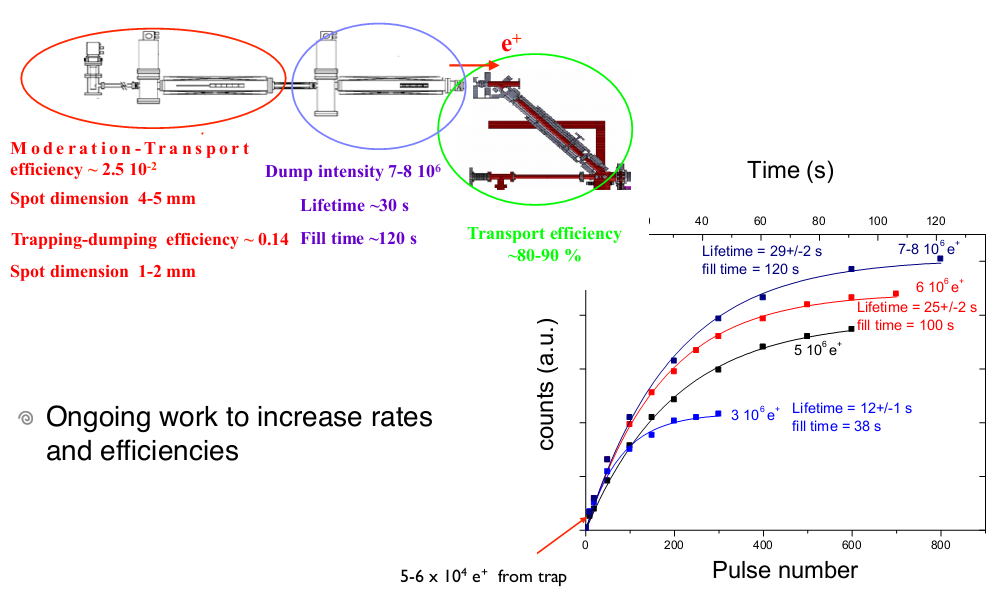 e⁺
Moderation-Transport
efficiency ~ 2.5 10⁻²
Spot dimension 4-5 mm
Trapping-dumping efficiency ~ 0.14
Spot dimension 1-2 mm
Dump intensity 7-8 10⁶
Lifetime ~30 s
Fill time ~120 s
Transport efficiency
~80-90 %
Ongoing work to increase rates
and efficiencies
Time (s)
40 60 80 100 120
Lifetime = 29+/-2 s
fill time = 120 s
7-8 10⁶ e⁺
6 10⁶ e⁺
Lifetime = 25+/-2 s
fill time = 100 s
5 10⁶ e⁺
3 10⁶ e⁺
Lifetime = 12+/-1 s
fill time = 38 s
counts (a.u.)
0 200 400 600 800
Pulse number
5-6 x 10⁴ e⁺ from trap